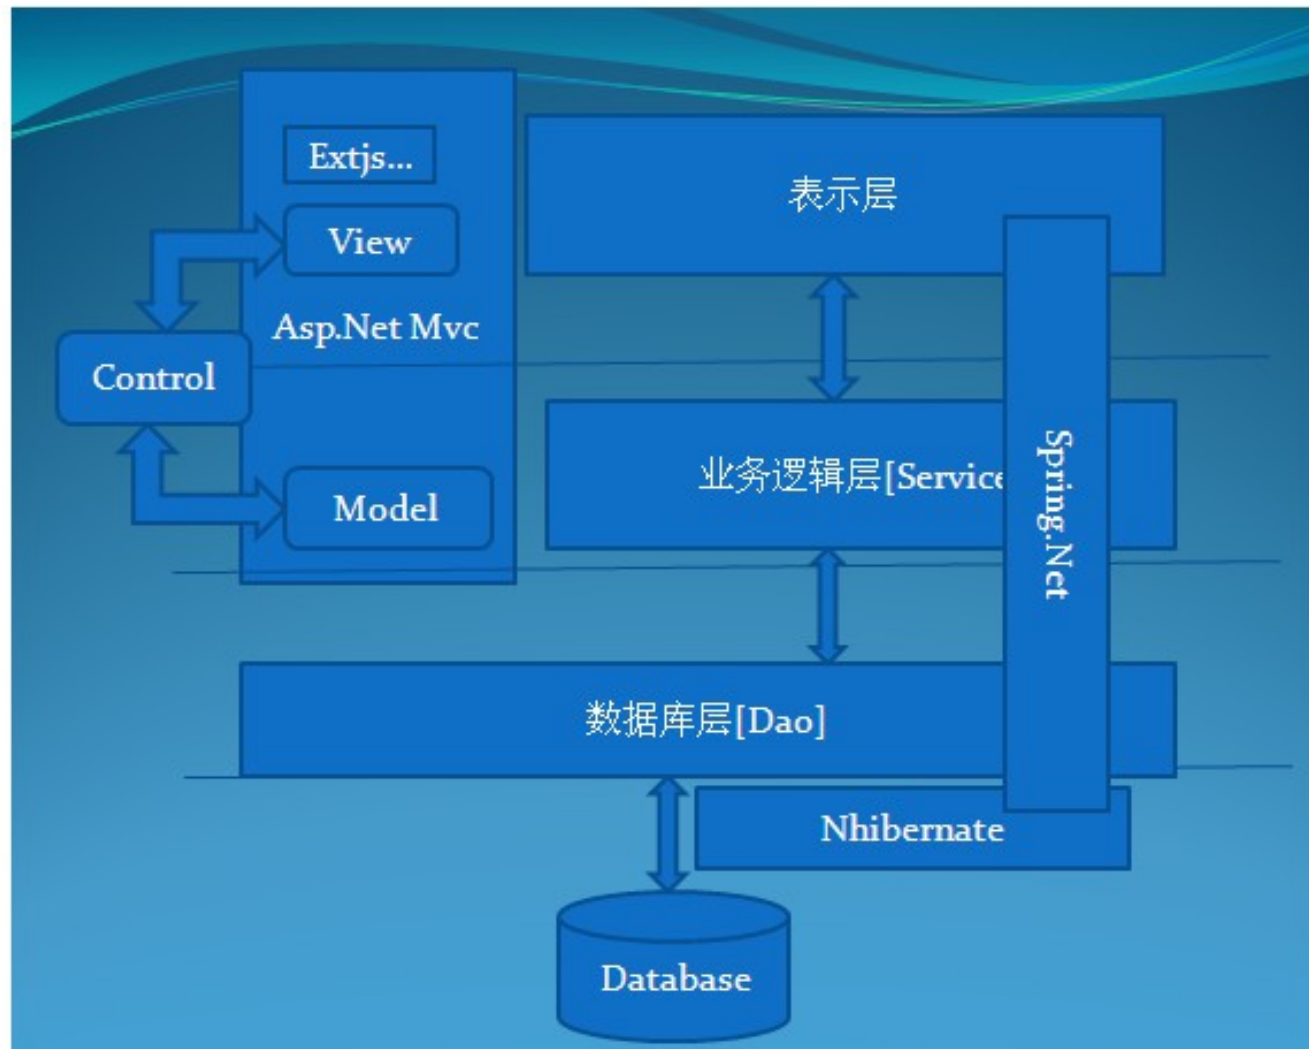 Extjs...
View
Asp.Net Mvc
Control
Model
表示层
业务逻辑层[Service
Spring.Net
数据库层[Dao]
Nhibernate
Database